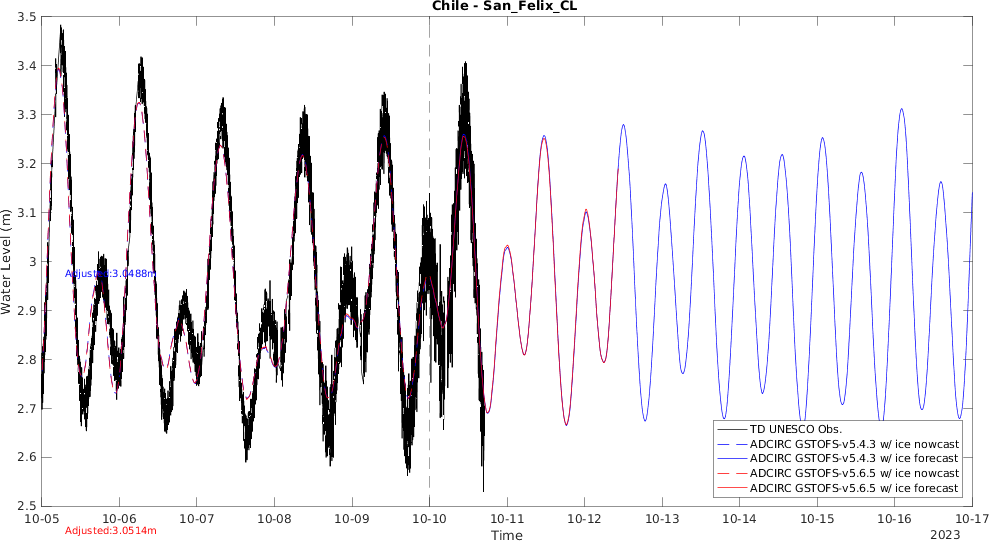 Chile - San_Felix_CL
3.5
3.4
3.3
3.2
3.1
3
2.9
2.8
2.7
2.6
2.5
Water Level (m)
Adjusted:3.0488m
TD UNESCO Obs.
ADCIRC GSTOFS-v5.4.3 w/ ice nowcast
ADCIRC GSTOFS-v5.4.3 w/ ice forecast
ADCIRC GSTOFS-v5.6.5 w/ ice nowcast
ADCIRC GSTOFS-v5.6.5 w/ ice forecast
10-05 10-06 10-07 10-08 10-09 10-10 10-11 10-12 10-13 10-14 10-15 10-16 10-17
Adjusted:3.0514m
Time
2023